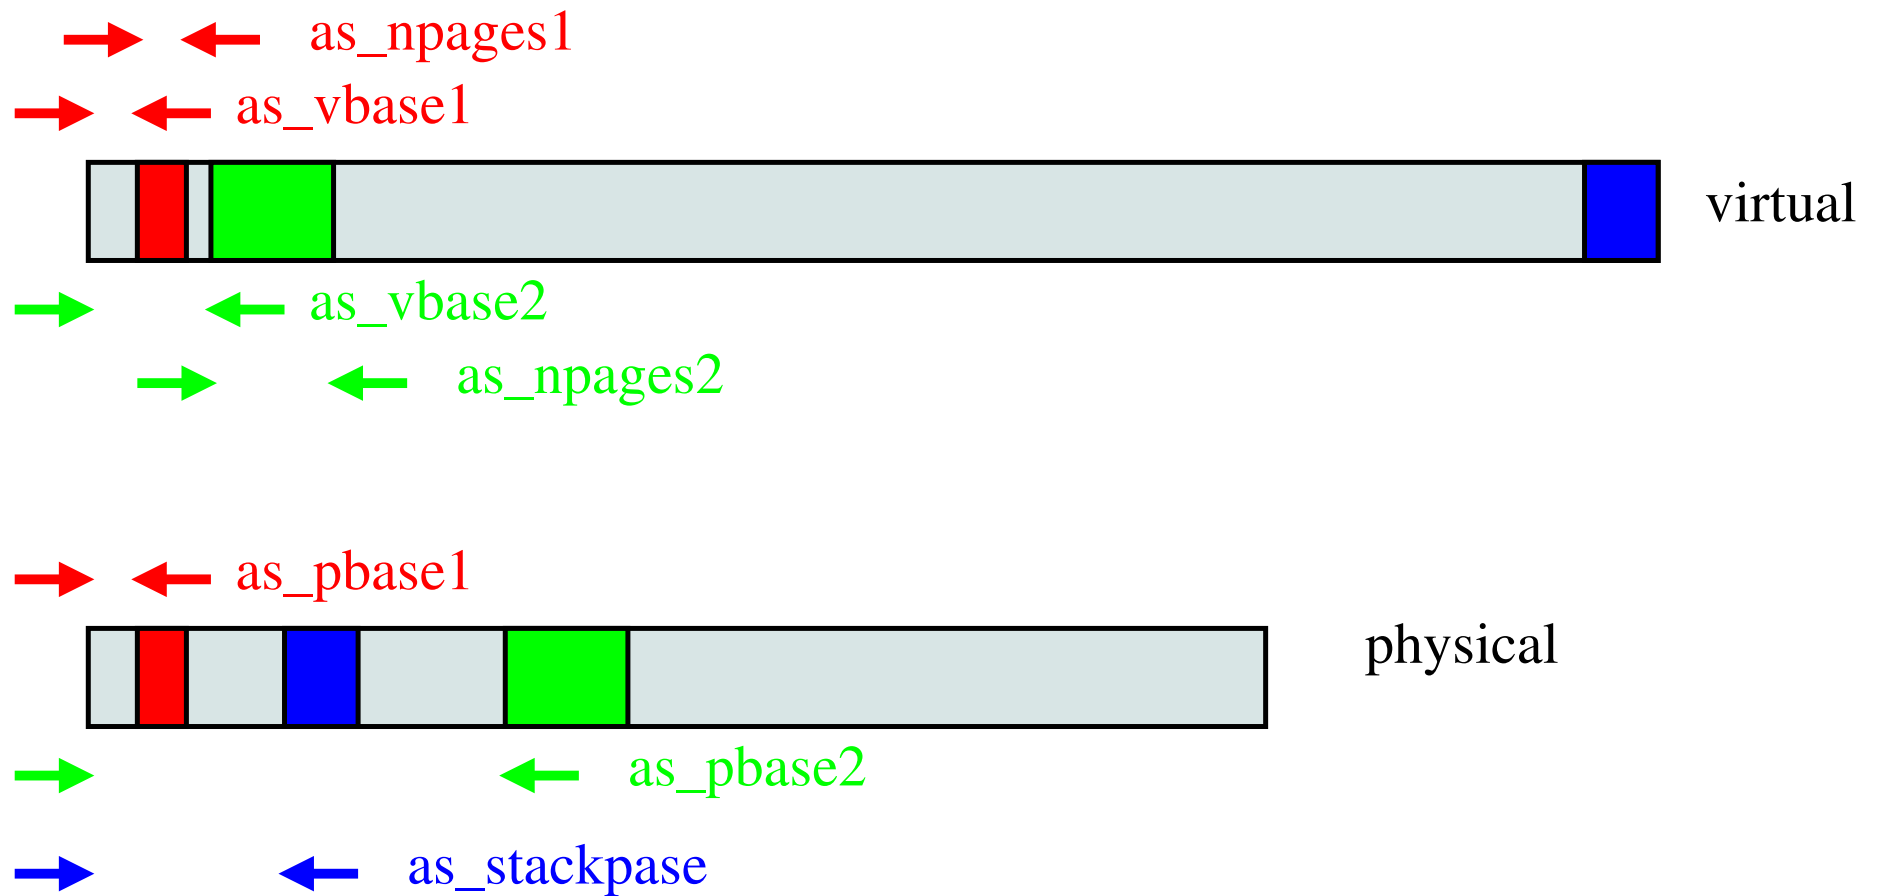 as_npages1
as_vbase1
virtual
as_vbase2
as_npages2
as_pbase1
physical
as_pbase2
as_stackpase